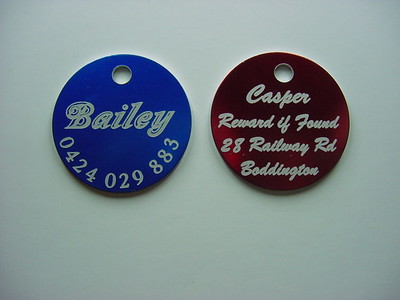 Bailey
0424 029 883
Casper
Reward if Found
28 Railway Rd
Boddington